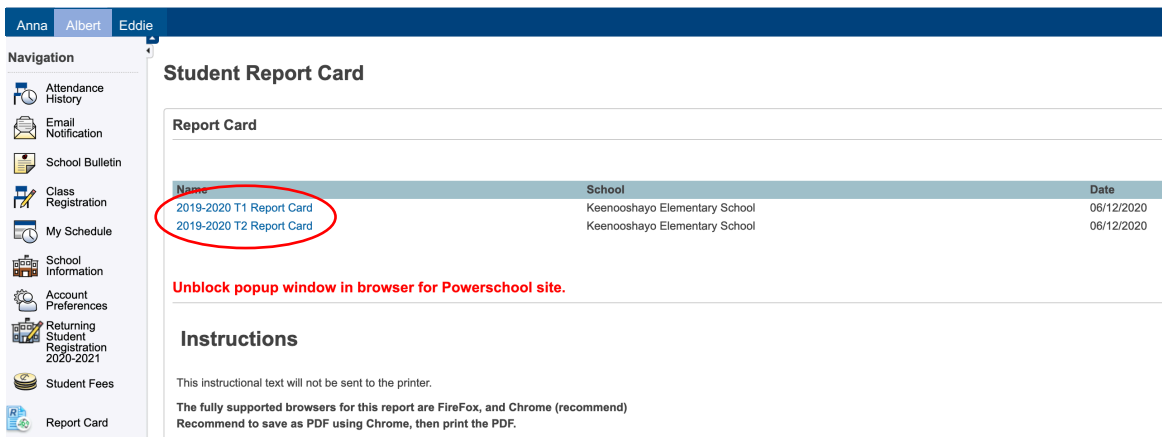 Anna Albert Eddie
Navigation
Attendance
History
Email
Notification
School Bulletin
Class
Registration
My Schedule
School
Information
Account
Preferences
Returning
Student
Registration
2020-2021
Student Fees
Report Card
Student Report Card
Report Card
Name School Date
2019-2020 T1 Report Card Keenooshayo Elementary School 06/12/2020
2019-2020 T2 Report Card Keenooshayo Elementary School 06/12/2020
Unblock popup window in browser for Powerschool site.
Instructions
This instructional text will not be sent to the printer.
The fully supported browsers for this report are FireFox, and Chrome (recommend)
Recommend to save as PDF using Chrome, then print the PDF.